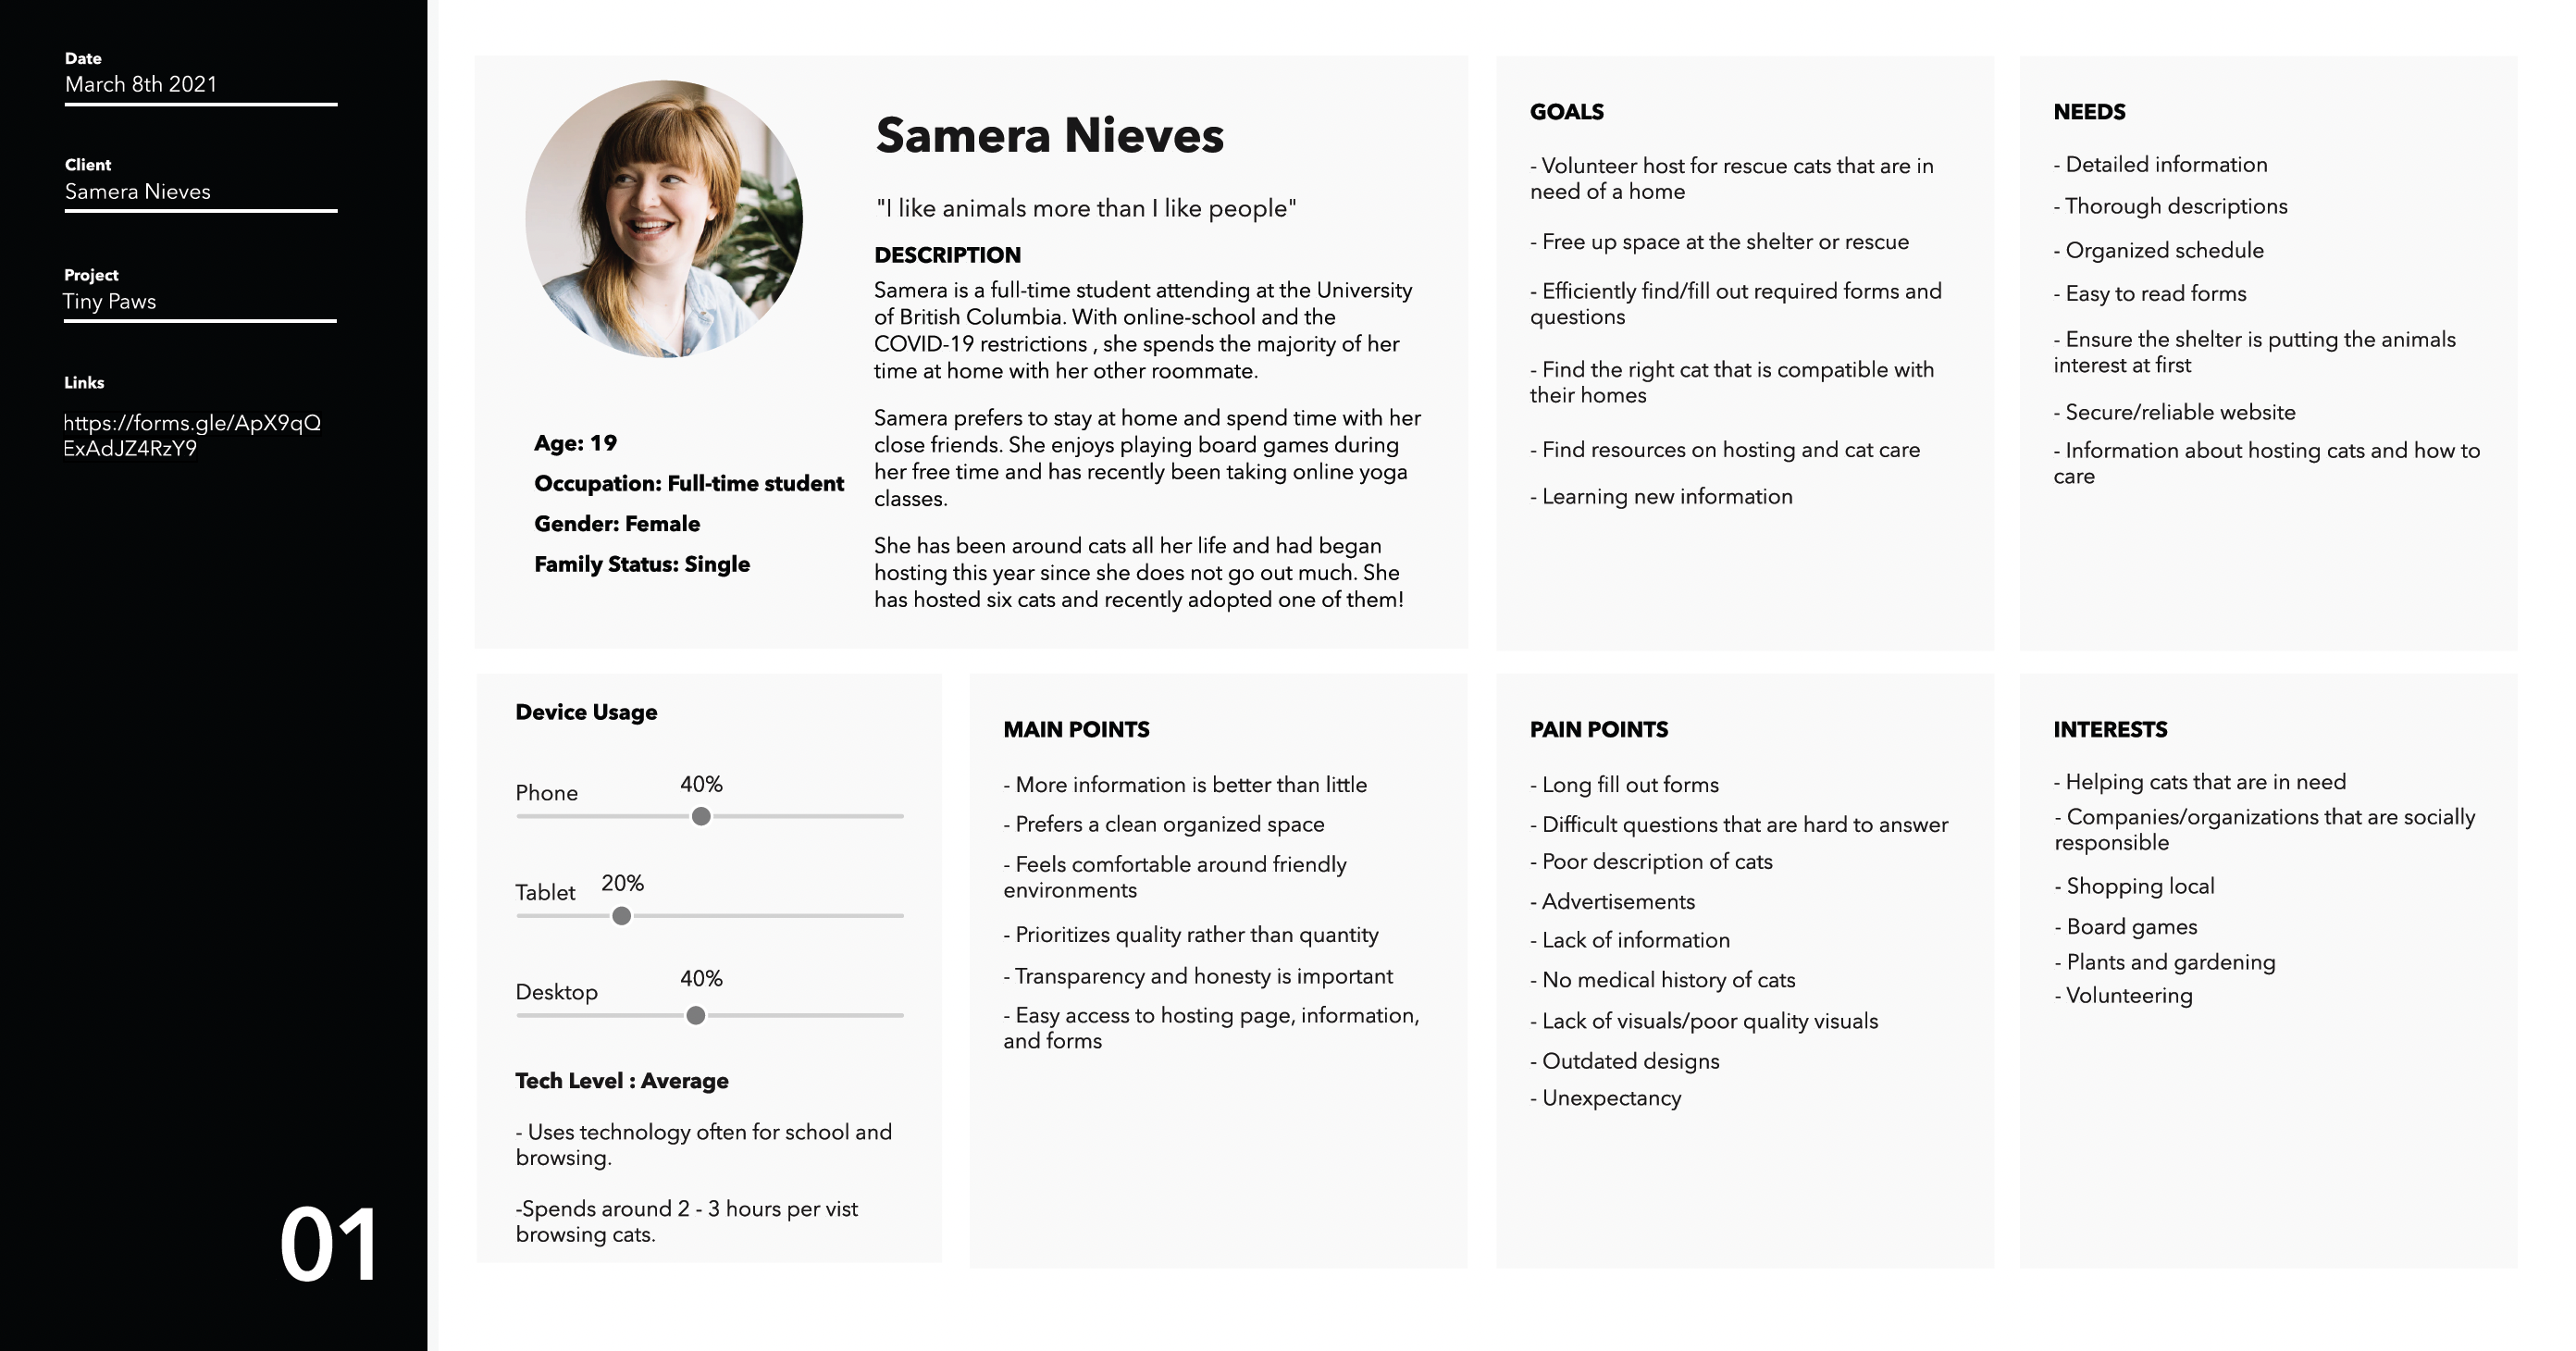 Date
March 8th 2021
Client
Samera Nieves
Project
Tiny Paws
Links
https://forms.gle/ApX9qQ
ExAdJZ4RzY9
01
Samera Nieves
"I like animals more than I like people"
DESCRIPTION
Samera is a full-time student attending at the University
of British Columbia. With online-school and the
COVID-19 restrictions , she spends the majority of her
time at home with her other roommate.
Samera prefers to stay at home and spend time with her
close friends. She enjoys playing board games during
her free time and has recently been taking online yoga
classes.
She has been around cats all her life and had began
hosting this year since she does not go out much. She
has hosted six cats and recently adopted one of them!
Age: 19
Occupation: Full-time student
Gender: Female
Family Status: Single
GOALS
- Volunteer host for rescue cats that are in
need of a home
- Free up space at the shelter or rescue
- Efficiently find/fill out required forms and
questions
- Find the right cat that is compatible with
their homes
- Find resources on hosting and cat care
- Learning new information
NEEDS
- Detailed information
- Thorough descriptions
- Organized schedule
- Easy to read forms
- Ensure the shelter is putting the animals
interest at first
- Secure/reliable website
- Information about hosting cats and how to
care
Device Usage
Phone
40%
Tablet
20%
Desktop
40%
Tech Level : Average
- Uses technology often for school and
browsing.
-Spends around 2 - 3 hours per vist
browsing cats.
MAIN POINTS
- More information is better than little
- Prefers a clean organized space
- Feels comfortable around friendly
environments
- Prioritizes quality rather than quantity
- Transparency and honesty is important
- Easy access to hosting page, information,
and forms
PAIN POINTS
- Long fill out forms
- Difficult questions that are hard to answer
- Poor description of cats
- Advertisements
- Lack of information
- No medical history of cats
- Lack of visuals/poor quality visuals
- Outdated designs
- Unexpectancy
INTERESTS
- Helping cats that are in need
- Companies/organizations that are socially
responsible
- Shopping local
- Board games
- Plants and gardening
- Volunteering